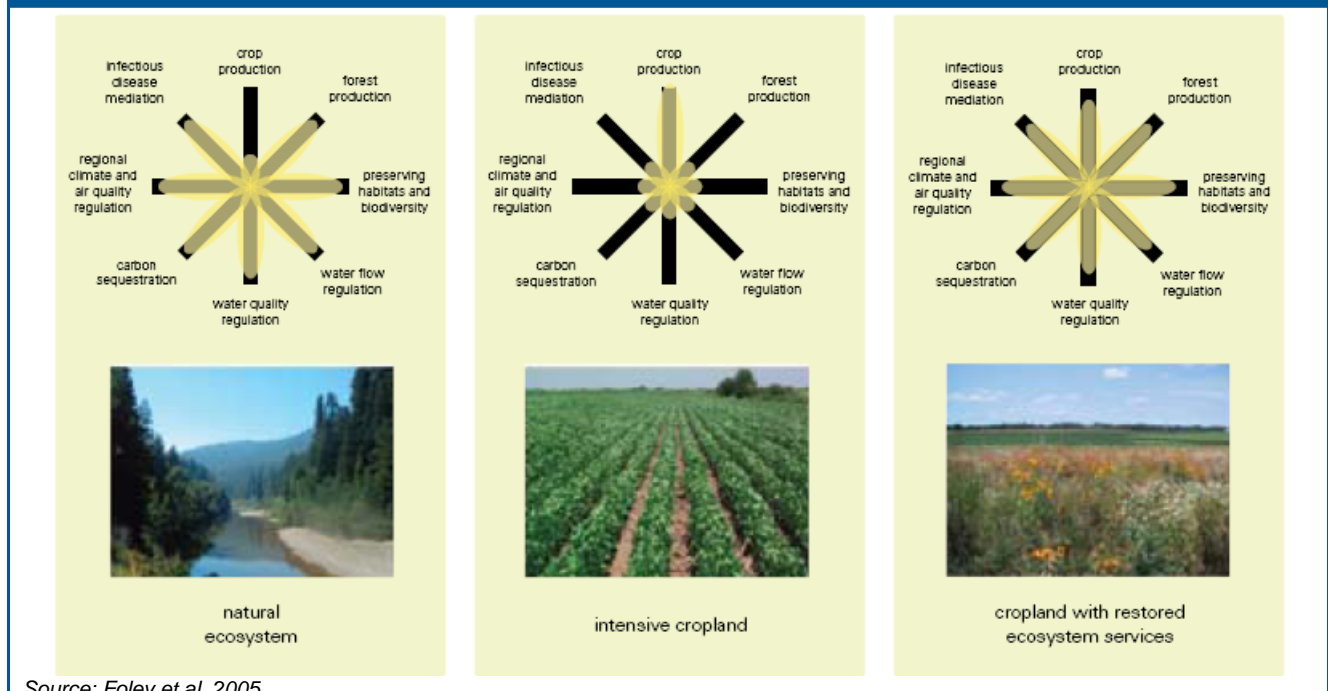 crop
production
infectious
disease
mediation
forest
production
regional
climate and
air quality
regulation
preserving
habitats and
biodiversity
carbon
sequestration
water flow
regulation
water quality
regulation
natural
ecosystem
crop
production
infectious
disease
mediation
forest
production
regional
climate and
air quality
regulation
preserving
habitats and
biodiversity
carbon
sequestration
water flow
regulation
water quality
regulation
intensive cropland
crop
production
infectious
disease
mediation
forest
production
regional
climate and
air quality
regulation
preserving
habitats and
biodiversity
carbon
sequestration
water flow
regulation
water quality
regulation
cropland with restored
ecosystem services
Source: Foley et al. 2005